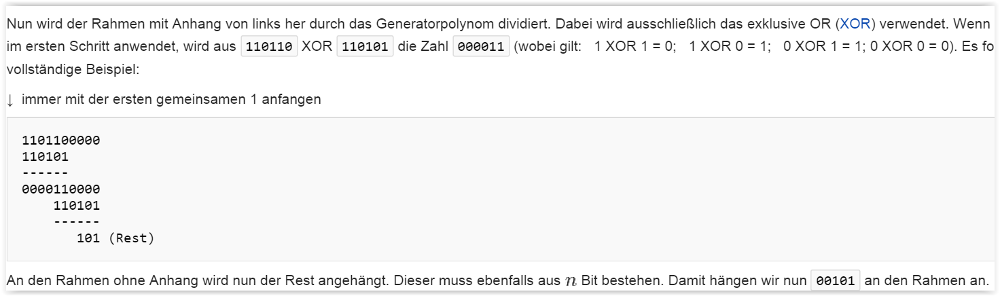 Nun wird der Rahmen mit Anhang von links her durch das Generatorpolynom dividiert. Dabei wird ausschließlich das exklusive OR (XOR) verwendet. Wenn
im ersten Schritt anwendet, wird aus 110110 XOR 110101 die Zahl 000011 (wobei gilt: 1 XOR 1 = 0; 1 XOR 0 = 1; 0 XOR 1 = 1; 0 XOR 0 = 0). Es fo
vollständige Beispiel:
↓ immer mit der ersten gemeinsamen 1 anfangen
1101100000
110101
------
0000110000
    110101
    ------
       101 (Rest)
An den Rahmen ohne Anhang wird nun der Rest angehängt. Dieser muss ebenfalls aus n Bit bestehen. Damit hängen wir nun 00101 an den Rahmen an.